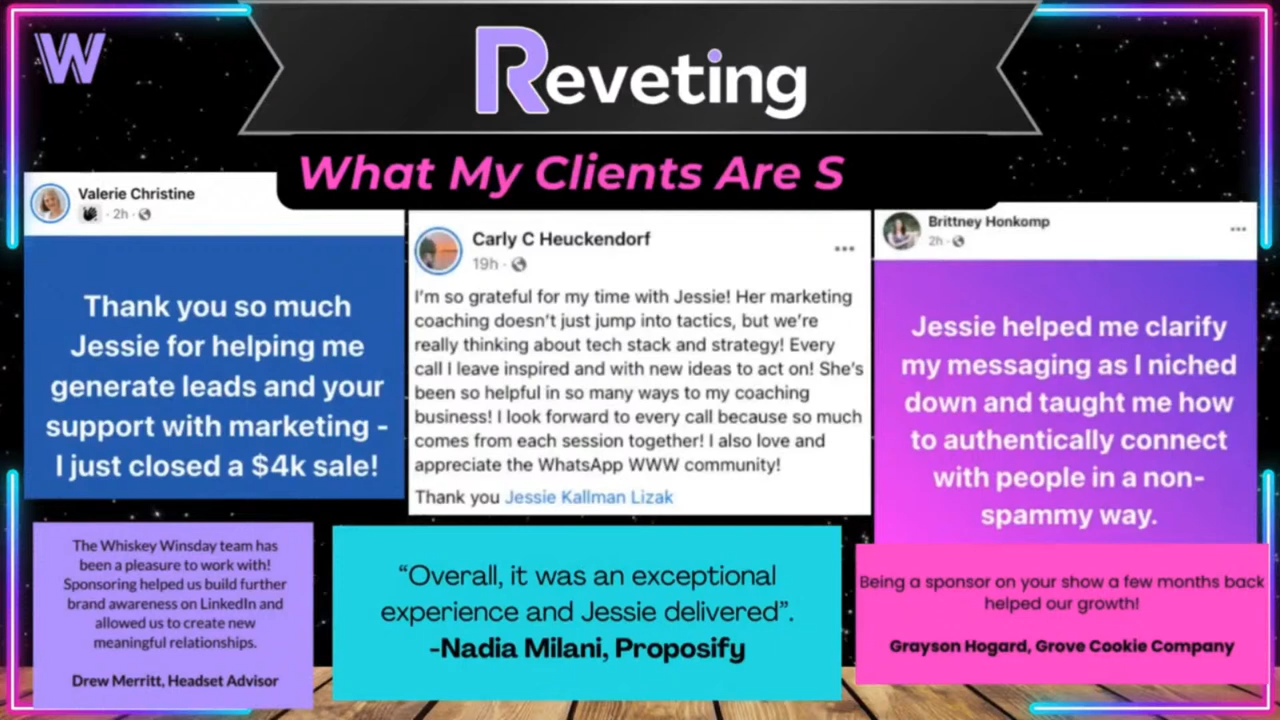 W
Reveting
What My Clients Are S
Valerie Christine
2h
Thank you so much
Jessie for helping me
generate leads and your
support with marketing -
I just closed a $4k sale!
Carly C Heuckendorf
19h
I'm so grateful for my time with Jessie! Her marketing
coaching doesn't just jump into tactics, but we're
really thinking about tech stack and strategy! Every
call I leave inspired and with new ideas to act on! She's
been so helpful in so many ways to my coaching
business! I look forward to every call because so much
comes from each session together! I also love and
appreciate the WhatsApp WWW community!
Thank you Jessie Kallman Lizak
Brittney Honkomp
2h
Jessie helped me clarify
my messaging as I niched
down and taught me how
to authentically connect
with people in a non-
spammy way.
The Whiskey Winsday team has
been a pleasure to work with!
Sponsoring helped us build further
brand awareness on LinkedIn and
allowed us to create new
meaningful relationships.
Drew Merritt, Headset Advisor
“Overall, it was an exceptional
experience and Jessie delivered”.
-Nadia Milani, Proposify
Being a sponsor on your show a few months back
helped our growth!
Grayson Hogard, Grove Cookie Company